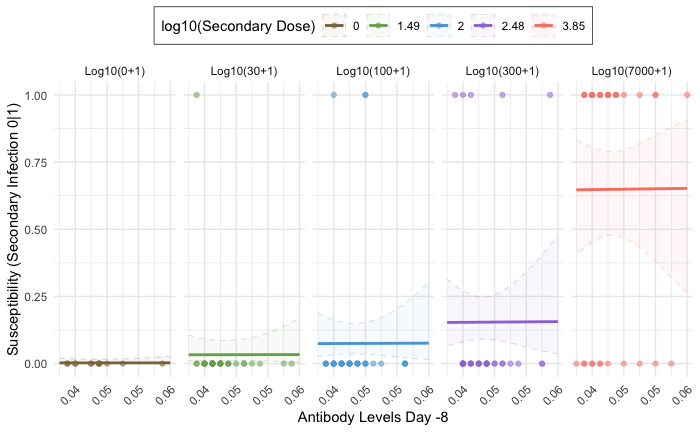 log10(Secondary Dose) 0 1.49 2 2.48 3.85
Log10(0+1) Log10(30+1) Log10(100+1) Log10(300+1) Log10(7000+1)
Susceptibility (Secondary Infection 0|1)
1.00
0.75
0.50
0.25
0.00
0.04 0.05 0.05 0.06 0.04 0.05 0.05 0.06 0.04 0.05 0.05 0.06 0.04 0.05 0.05 0.06 0.04 0.05 0.05 0.06
Antibody Levels Day -8